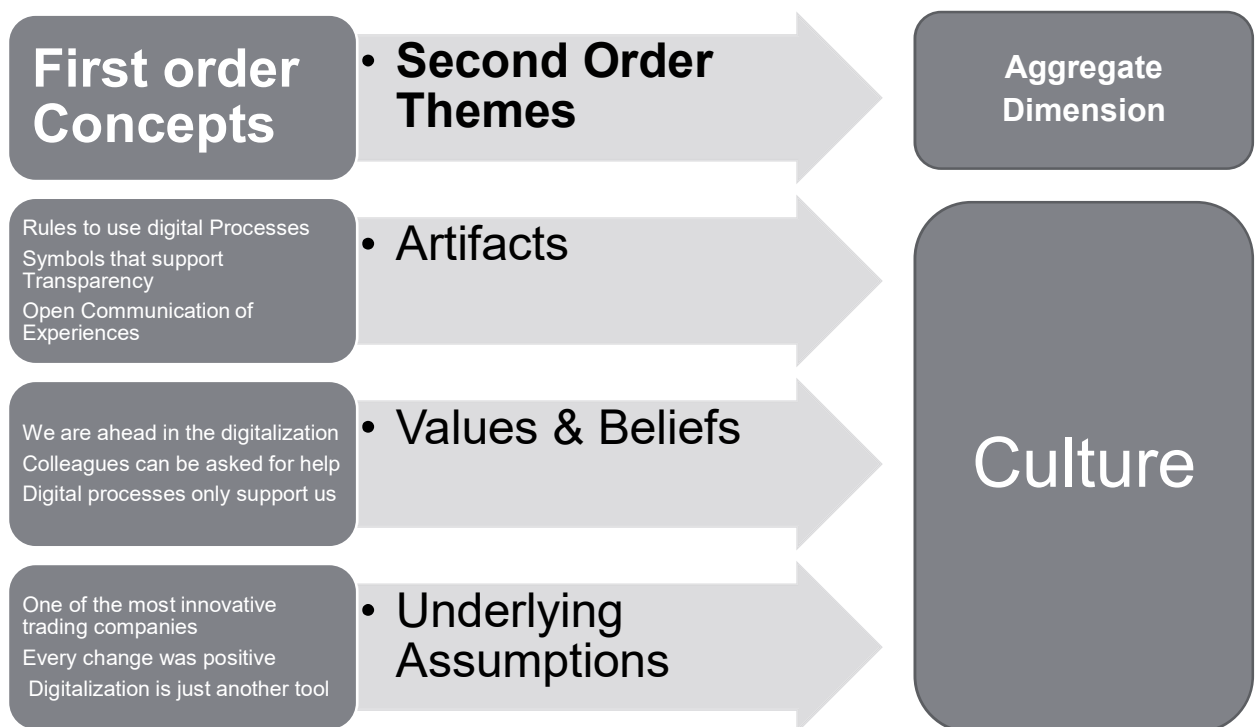 First order
Concepts
• Second Order
Themes
Aggregate
Dimension
Rules to use digital Processes
Symbols that support
Transparency
Open Communication of
Experiences
• Artifacts
We are ahead in the digitalization
Colleagues can be asked for help
Digital processes only support us
• Values & Beliefs
Culture
One of the most innovative
trading companies
Every change was positive
Digitalization is just another tool
• Underlying
Assumptions